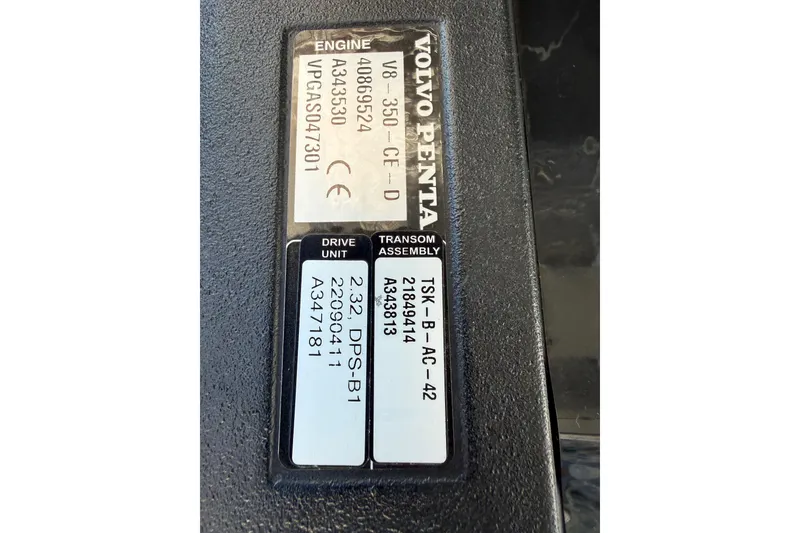 VOLVO PENTA
ENGINE
V8-350-CE-D
40869524
A343530
VPGAS047301
CE
TRANSOM
ASSEMBLY
TSK-B-AC-42
21849414
A343813
DRIVE
UNIT
2.32, DPS-B1
22090411
A347181